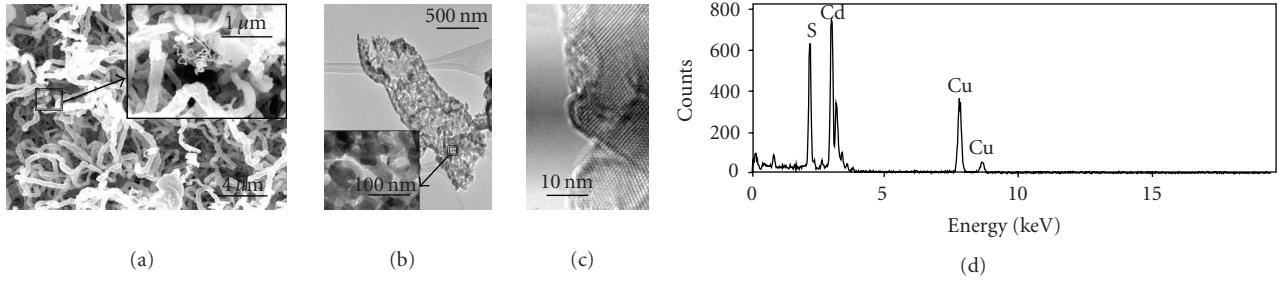 1 µm
4 µm
(a)
500 nm
100 nm
(b)
10 nm
(c)
Counts
800
600
400
200
0
S
Cd
Cu
Cu
0
5
10
15
Energy (keV)
(d)